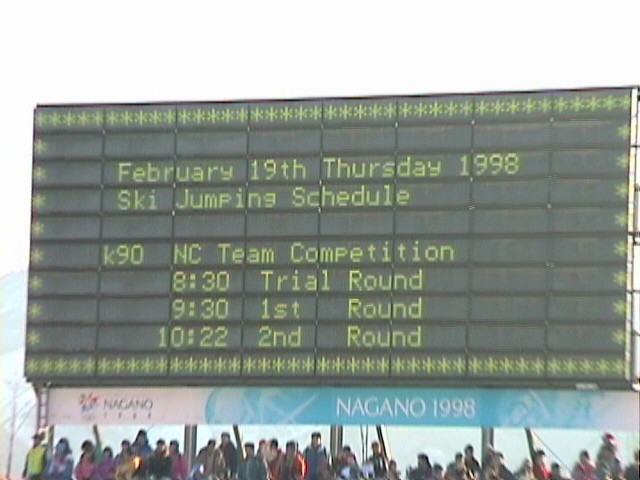 February 19th Thursday 1998
Ski Jumping Schedule
k90 NC Team Competition
8:30 Trial Round
9:30 1st Round
10:22 2nd Round
NAGANO
1998
NAGANO 1998